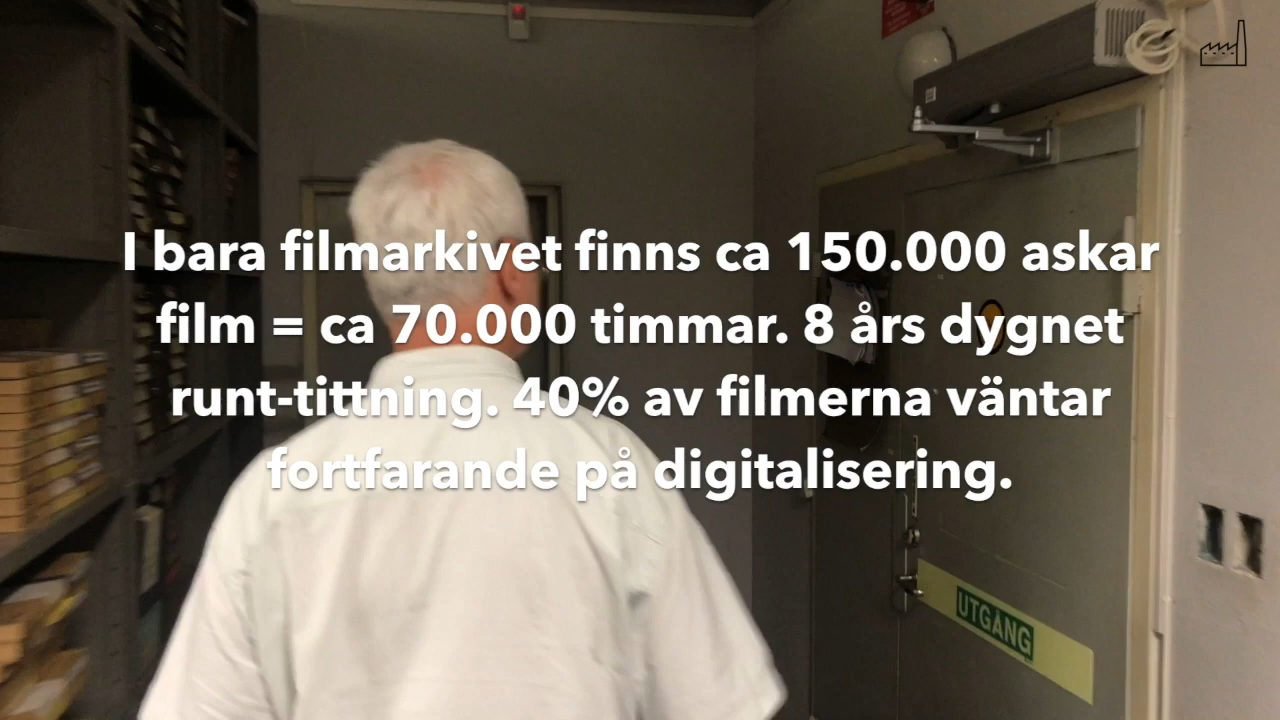 I bara filmarkivet finns ca 150.000 askar
film = ca 70.000 timmar. 8 års dygnet
runt-tittning. 40% av filmerna väntar
fortfarande på digitalisering.
UTGÅNG